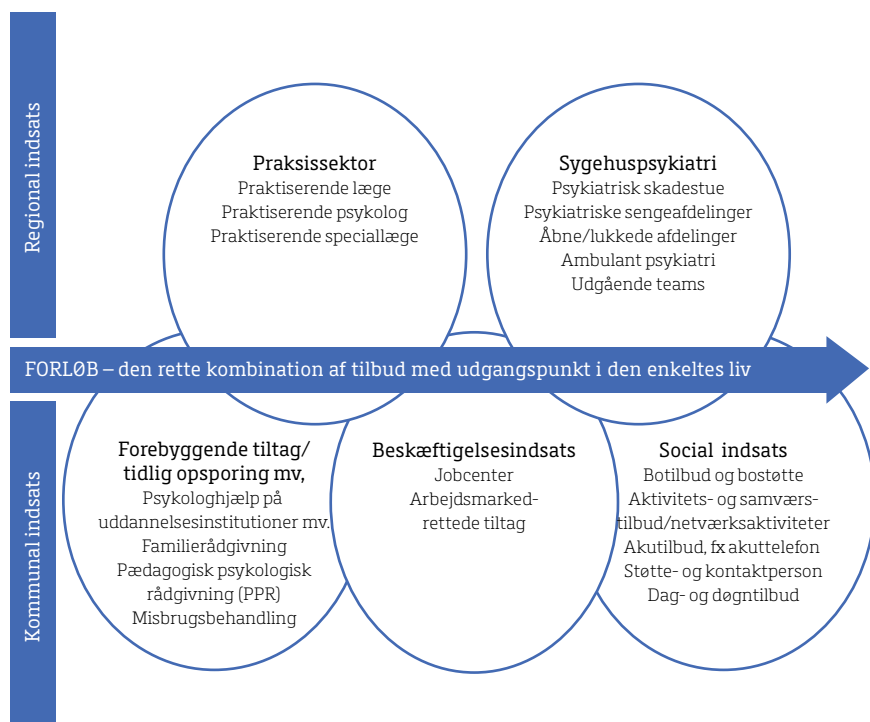 Regional indsats
Praksissektor
Praktiserende læge
Praktiserende psykolog
Praktiserende speciallæge
Sygehuspsykiatri
Psykiatrisk skadestue
Psykiatriske sengeafdelinger
Åbne/lukkede afdelinger
Ambulant psykiatri
Udgående teams
FORLØB – den rette kombination af tilbud med udgangspunkt i den enkeltes liv
Kommunal indsats
Forebyggende tiltag/
tidlig opsporing mv,
Psykologhjælp på
uddannelsesinstitutioner mv.
Familierådgivning
Pædagogisk psykologisk
rådgivning (PPR)
Misbrugsbehandling
Beskæftigelsesindsats
Jobcenter
Arbejdsmarked-
rettede tiltag
Social indsats
Botilbud og bostøtte
Aktivitets- og samværs-
tilbud/netværksaktiviteter
Akutilbud, fx akuttelefon
Støtte- og kontaktperson
Dag- og døgntilbud